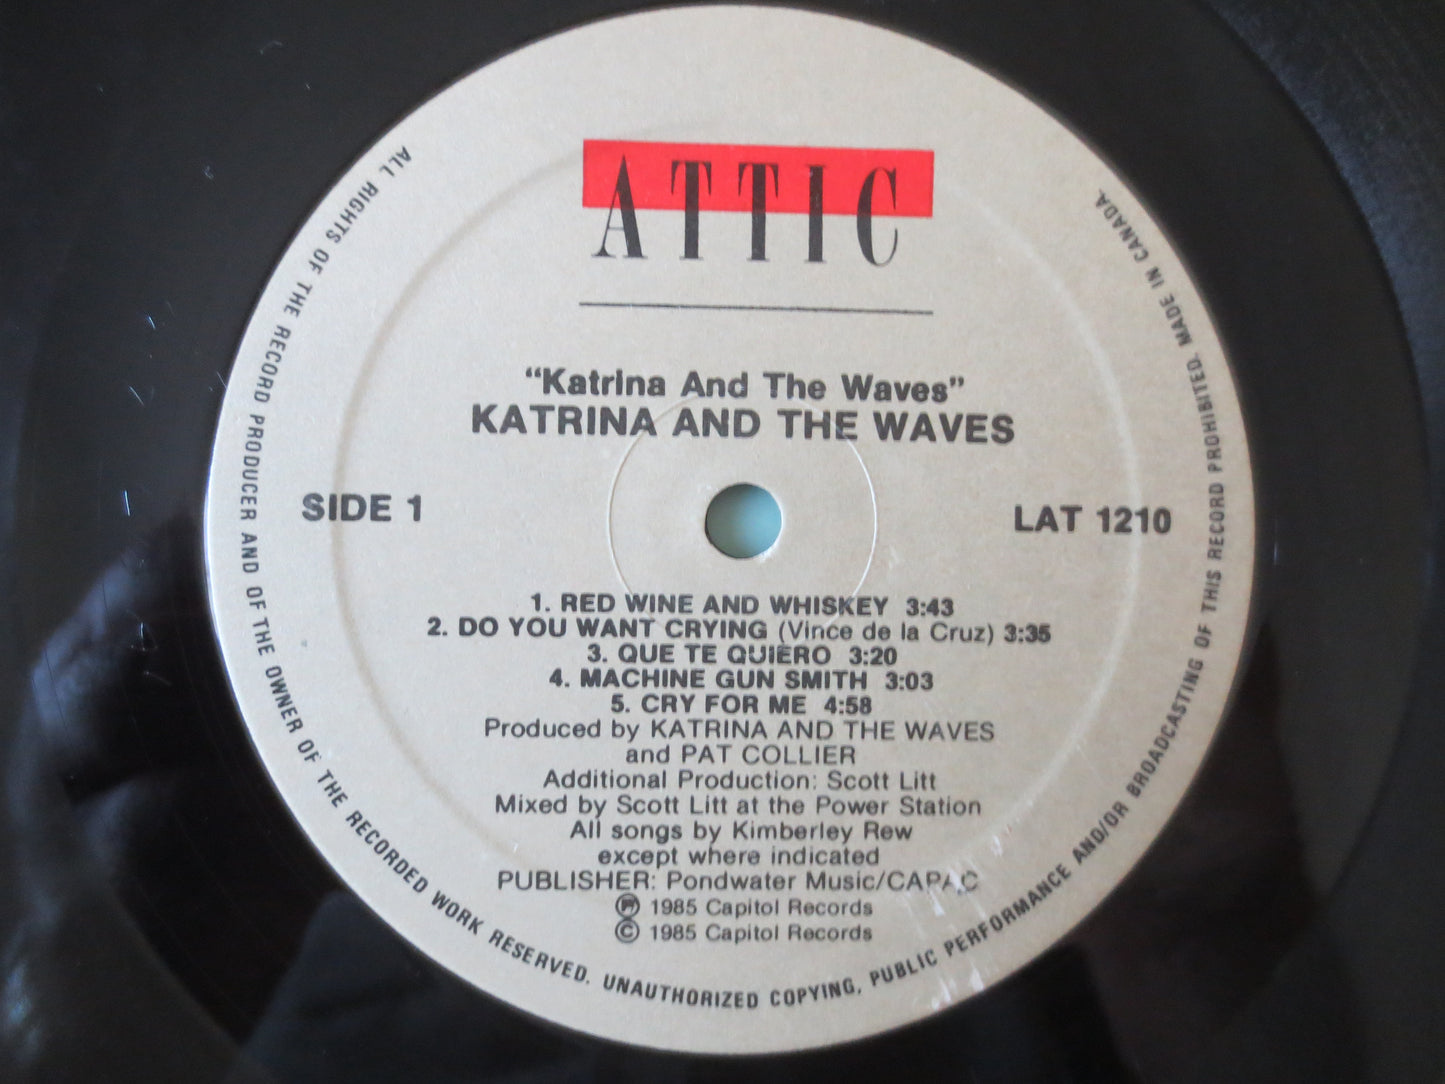 ATTIC
"Katrina And The Waves"
KATRINA AND THE WAVES
SIDE 1
LAT 1210
1. RED WINE AND WHISKEY 3:43
2. DO YOU WANT CRYING (Vince de la Cruz) 3:35
3. QUE TE QUIERO 3:20
4. MACHINE GUN SMITH 3:03
5. CRY FOR ME 4:58
Produced by KATRINA AND THE WAVES
and PAT COLLIER
Additional Production: Scott Litt
Mixed by Scott Litt at the Power Station
All songs by Kimberley Rew
except where indicated
PUBLISHER: Pondwater Music/CAPAC
Ⓟ 1985 Capitol Records
© 1985 Capitol Records
ALL RIGHTS OF THE RECORD PRODUCER AND OF THE OWNER OF THE RECORDED WORK RESERVED. UNAUTHORIZED COPYING, PUBLIC PERFORMANCE AND/OR BROADCASTING OF THIS RECORD PROHIBITED. MADE IN CANADA.